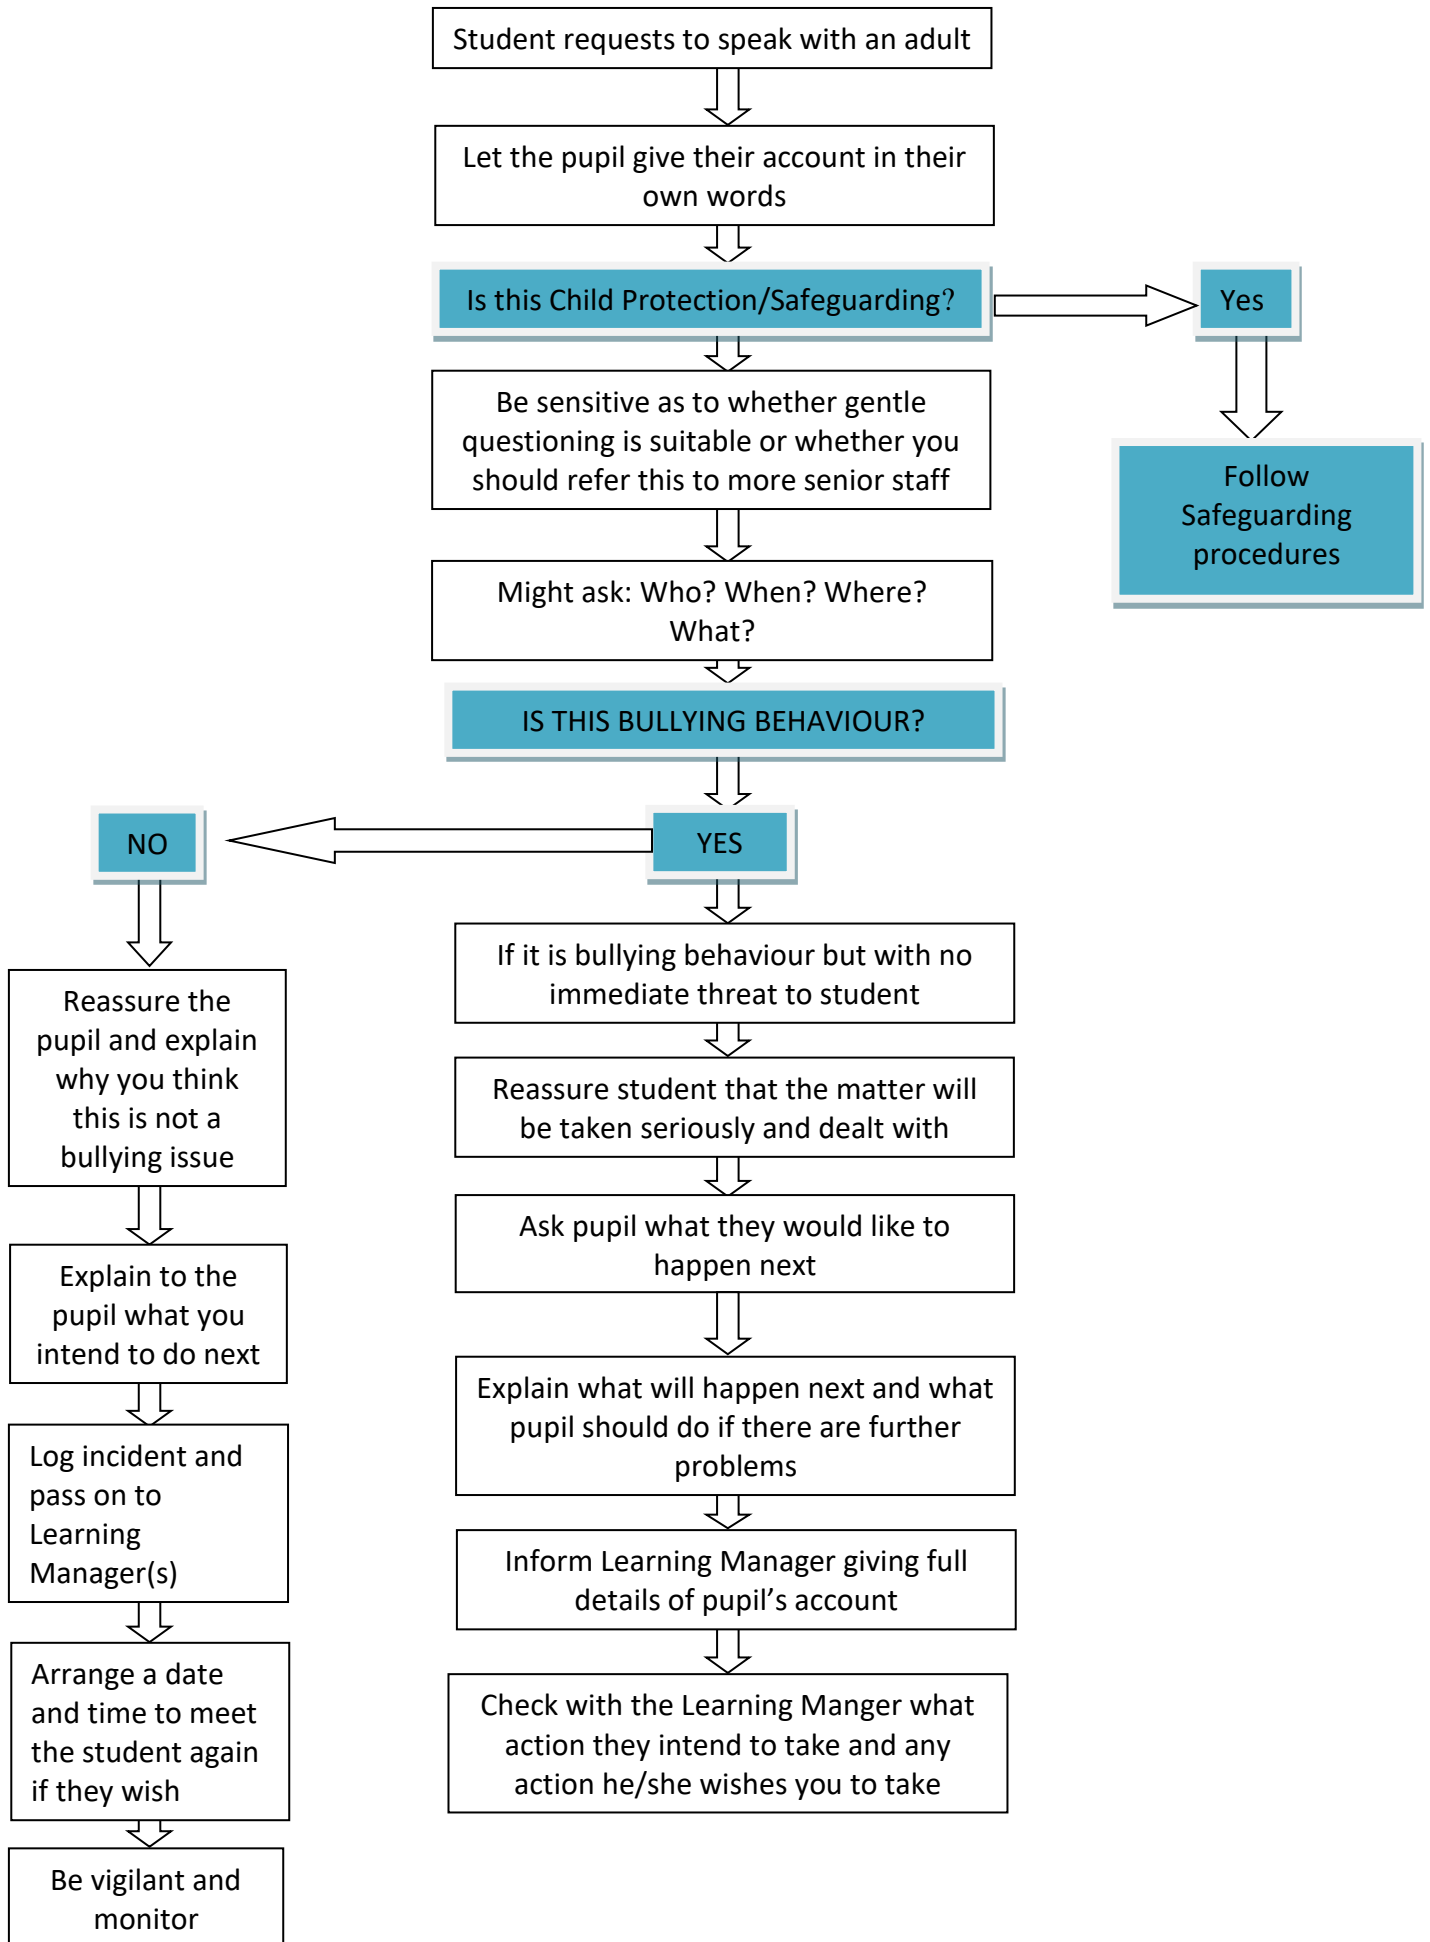 Student requests to speak with an adult
Let the pupil give their account in their
own words
Is this Child Protection/Safeguarding?
Yes
Be sensitive as to whether gentle
questioning is suitable or whether you
should refer this to more senior staff
Follow
Safeguarding
procedures
Might ask: Who? When? Where?
What?
IS THIS BULLYING BEHAVIOUR?
NO
YES
Reassure the
pupil and explain
why you think
this is not a
bullying issue
Explain to the
pupil what you
intend to do next
Log incident and
pass on to
Learning
Manager(s)
Arrange a date
and time to meet
the student again
if they wish
Be vigilant and
monitor
If it is bullying behaviour but with no
immediate threat to student
Reassure student that the matter will
be taken seriously and dealt with
Ask pupil what they would like to
happen next
Explain what will happen next and what
pupil should do if there are further
problems
Inform Learning Manager giving full
details of pupil’s account
Check with the Learning Manger what
action they intend to take and any
action he/she wishes you to take